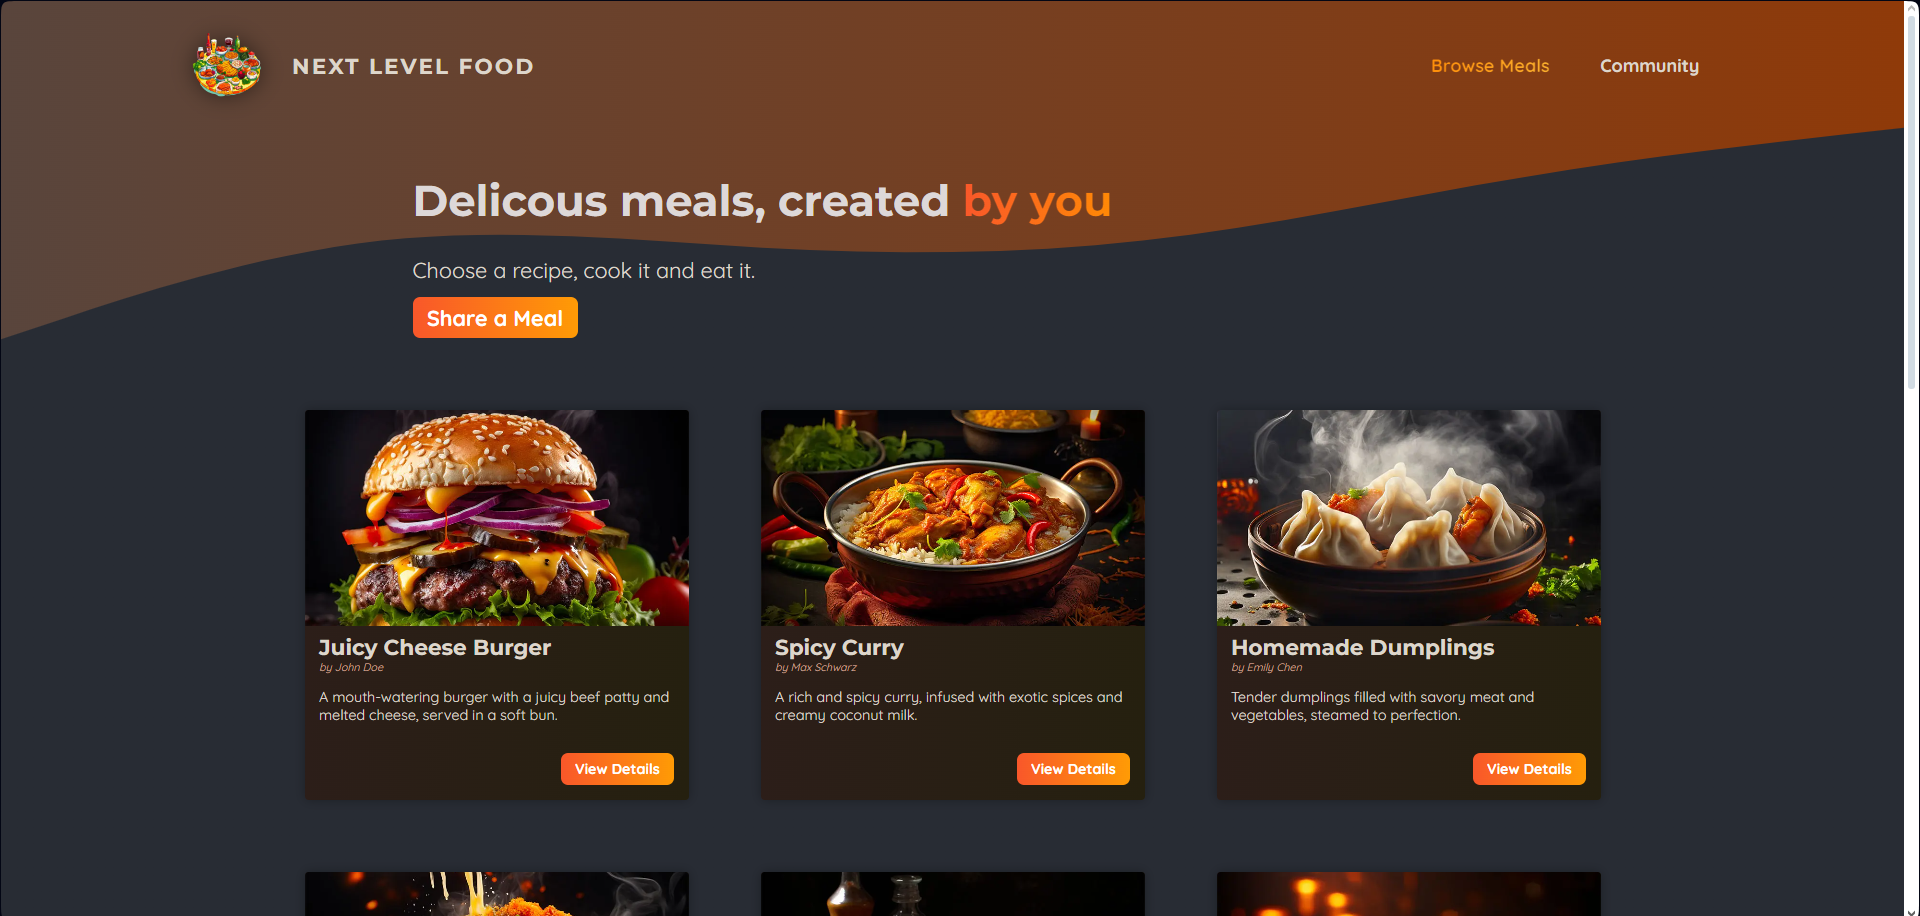 NEXT LEVEL FOOD
Browse Meals
Community
Delicous meals, created by you
Choose a recipe, cook it and eat it.
Share a Meal
Juicy Cheese Burger
by John Doe
A mouth-watering burger with a juicy beef patty and
melted cheese, served in a soft bun.
View Details
Spicy Curry
by Max Schwarz
A rich and spicy curry, infused with exotic spices and
creamy coconut milk.
View Details
Homemade Dumplings
by Emily Chen
Tender dumplings filled with savory meat and
vegetables, steamed to perfection.
View Details